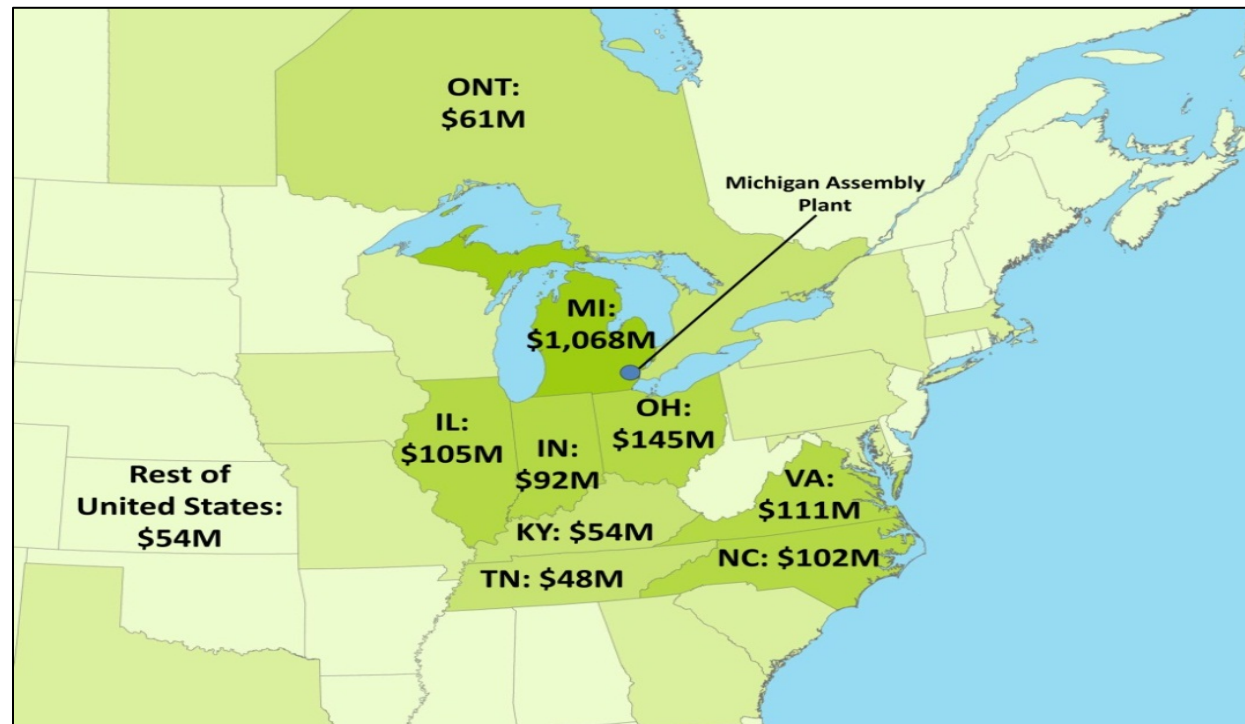 ONT:
$61M
Michigan Assembly
Plant
MI:
$1,068M
IL:
$105M
IN:
$92M
OH:
$145M
Rest of
United States:
$54M
VA:
$111M
KY: $54M
NC: $102M
TN: $48M